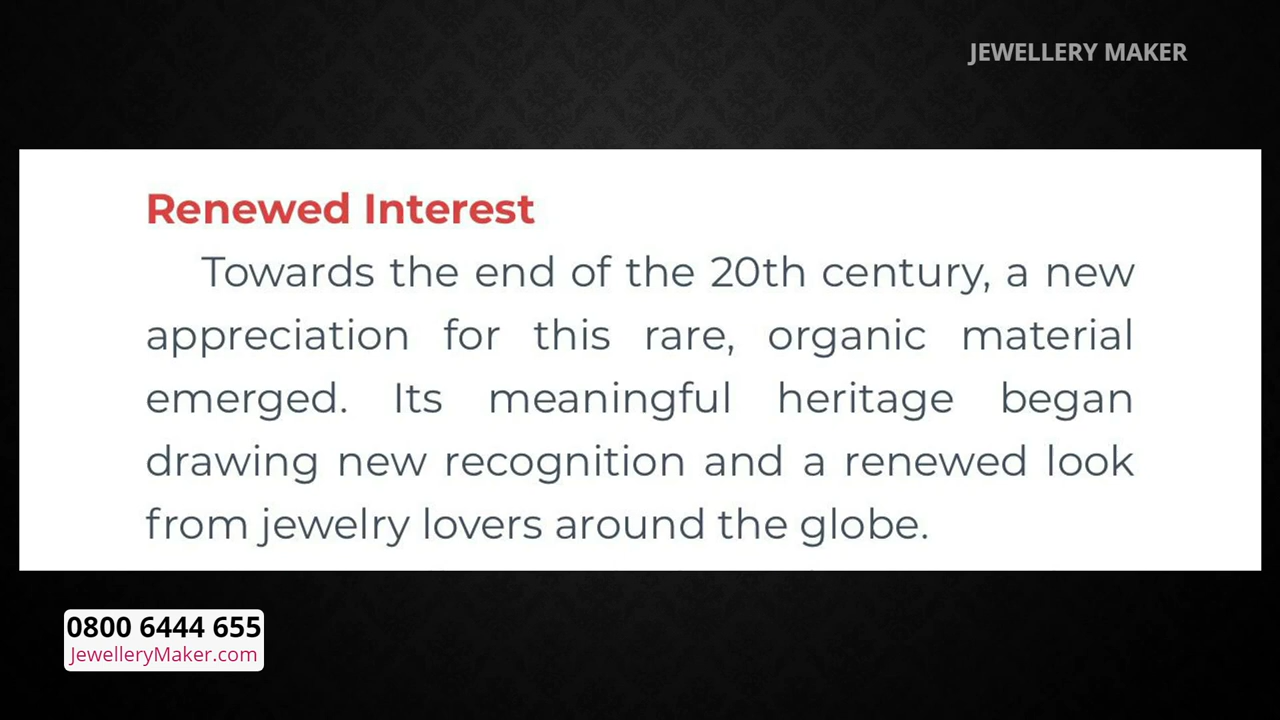 JEWELLERY MAKER
Renewed Interest
Towards the end of the 20th century, a new
appreciation for this rare, organic material
emerged. Its meaningful heritage began
drawing new recognition and a renewed look
from jewelry lovers around the globe.
0800 6444 655
JewelleryMaker.com